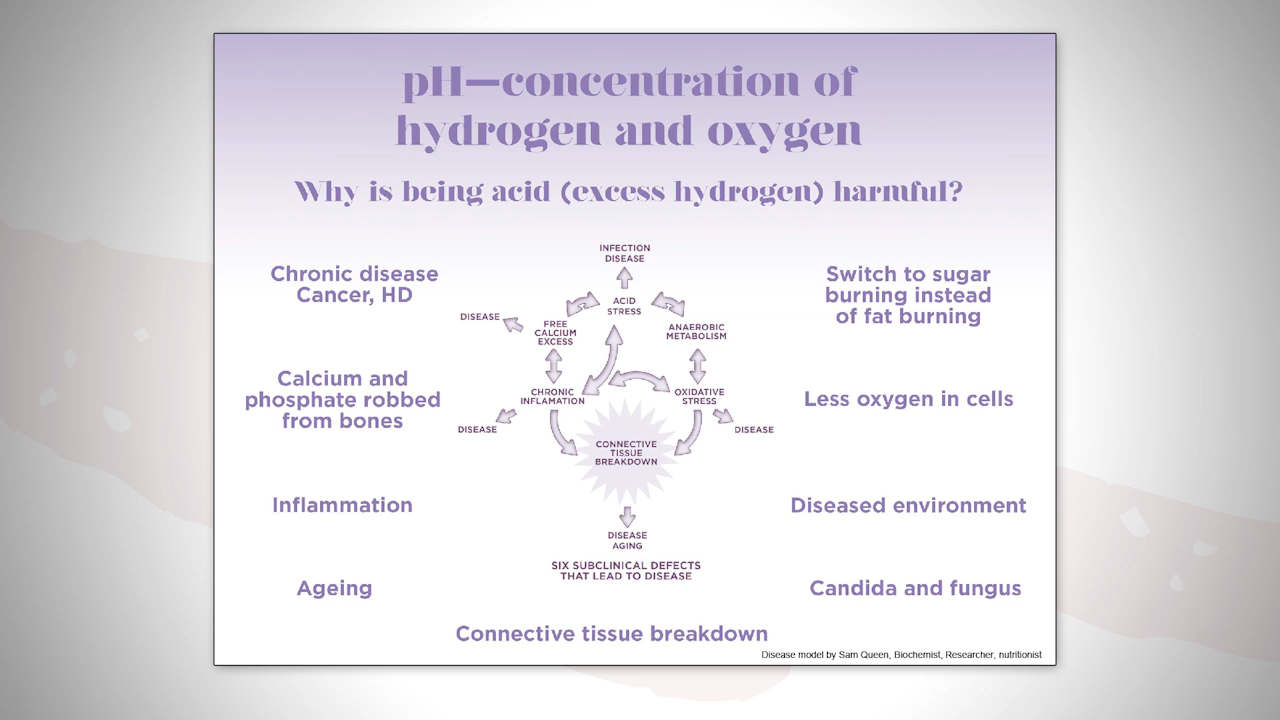 pH—concentration of
hydrogen and oxygen
Why is being acid (excess hydrogen) harmful?
Chronic disease
Cancer, HD
Calcium and
phosphate robbed
from bones
Inflammation
Ageing
INFECTION
DISEASE
ACID
STRESS
DISEASE
FREE
CALCIUM
EXCESS
ANAEROBIC
METABOLISM
CHRONIC
INFLAMATION
OXIDATIVE
STRESS
DISEASE
DISEASE
CONNECTIVE
TISSUE
BREAKDOWN
DISEASE
AGING
SIX SUBCLINICAL DEFECTS
THAT LEAD TO DISEASE
Switch to sugar
burning instead
of fat burning
Less oxygen in cells
Diseased environment
Candida and fungus
Connective tissue breakdown
Disease model by Sam Queen, Biochemist, Researcher, nutritionist